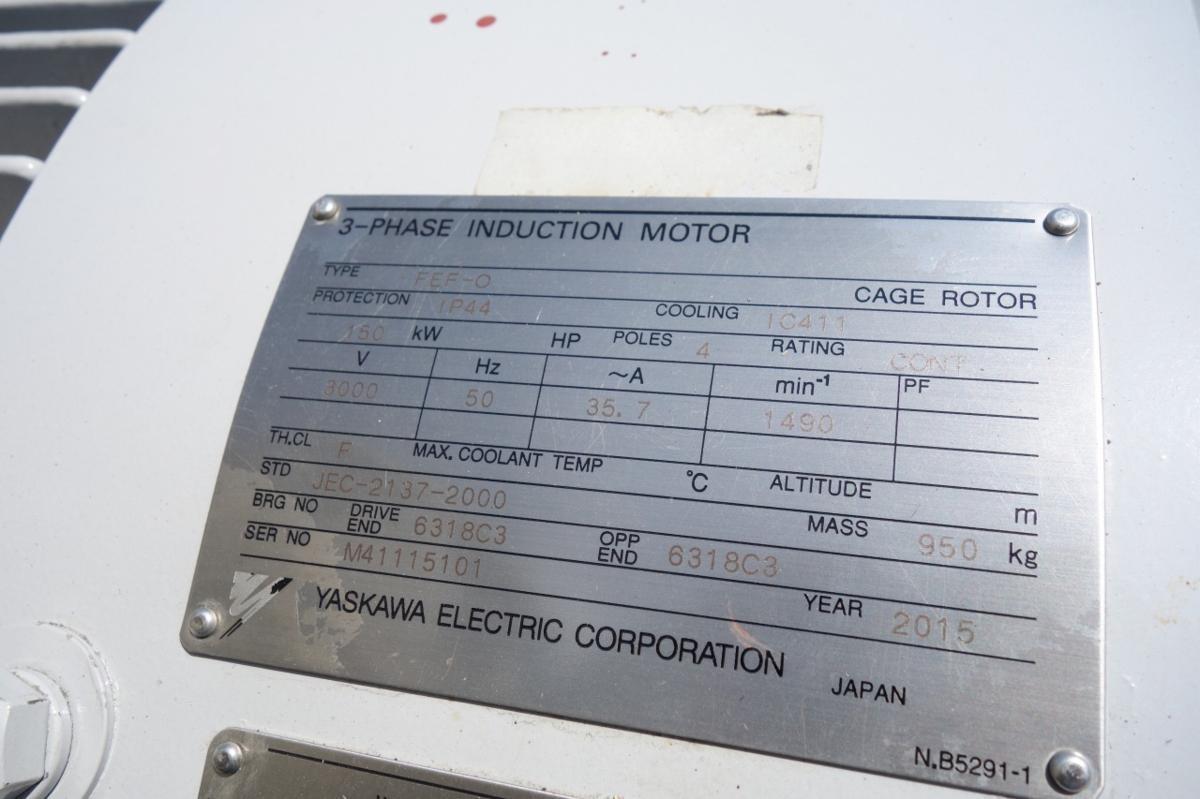 3-PHASE INDUCTION MOTOR
TYPE FEF-O CAGE ROTOR
PROTECTION IP44 COOLING IC411
150 kW HP POLES 4 RATING CONT.
V Hz ~A min⁻¹ PF
3000 50 35.7 1490
TH.CL F MAX. COOLANT TEMP °C ALTITUDE m
STD JEC-2137-2000 MASS 950 kg
BRG NO DRIVE END 6318C3 OPP END 6318C3
SER NO M41115101 YEAR 2015
YASKAWA ELECTRIC CORPORATION
JAPAN
N.B5291-1